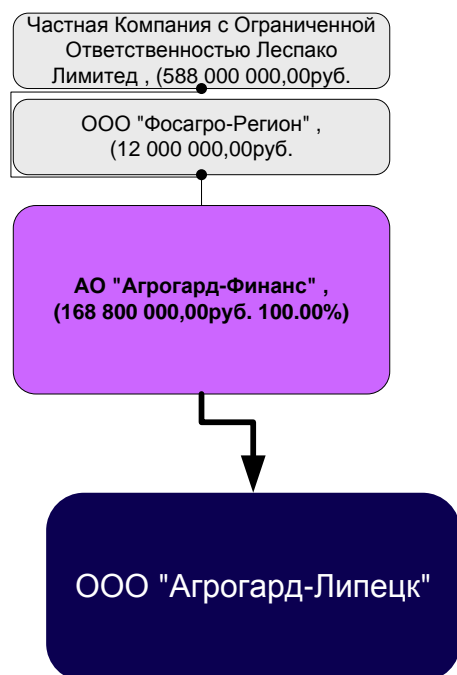 Частная Компания с Ограниченной
Ответственностью Леспако
Лимитед , (588 000 000,00руб.
ООО "Фосагро-Регион" ,
(12 000 000,00руб.
АО "Агрогард-Финанс" ,
(168 800 000,00руб. 100.00%)
ООО "Агрогард-Липецк"